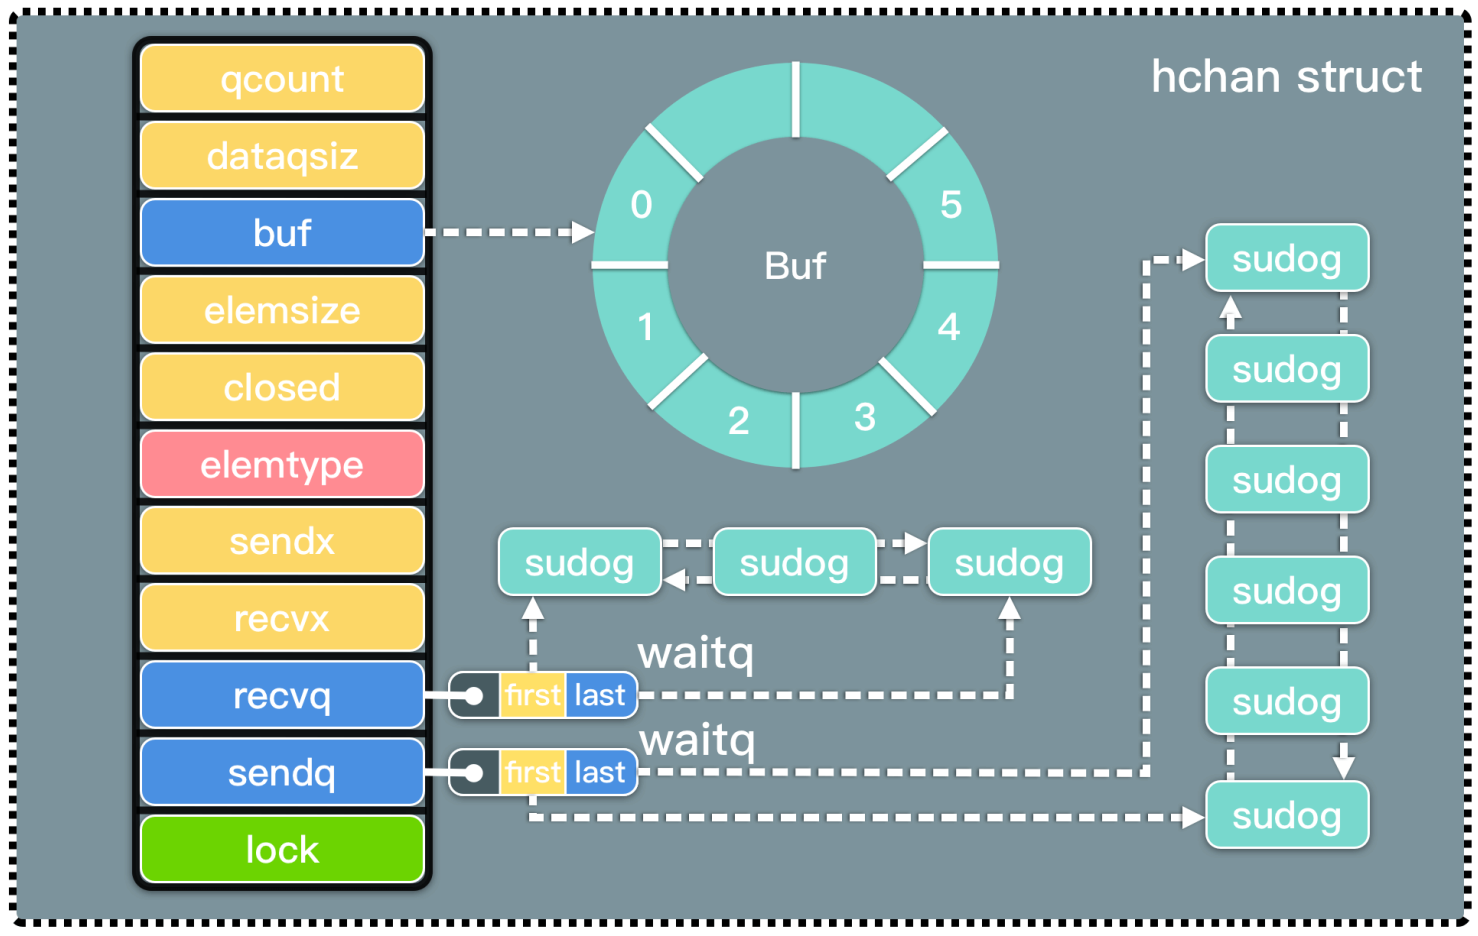 hchan struct
qcount
dataqsiz
buf
elemsize
closed
elemtype
sendx
recvx
recvq
sendq
lock
0
1
2
3
4
5
Buf
sudog sudog sudog
waitq
first last
waitq
first last
sudog
sudog
sudog
sudog
sudog
sudog